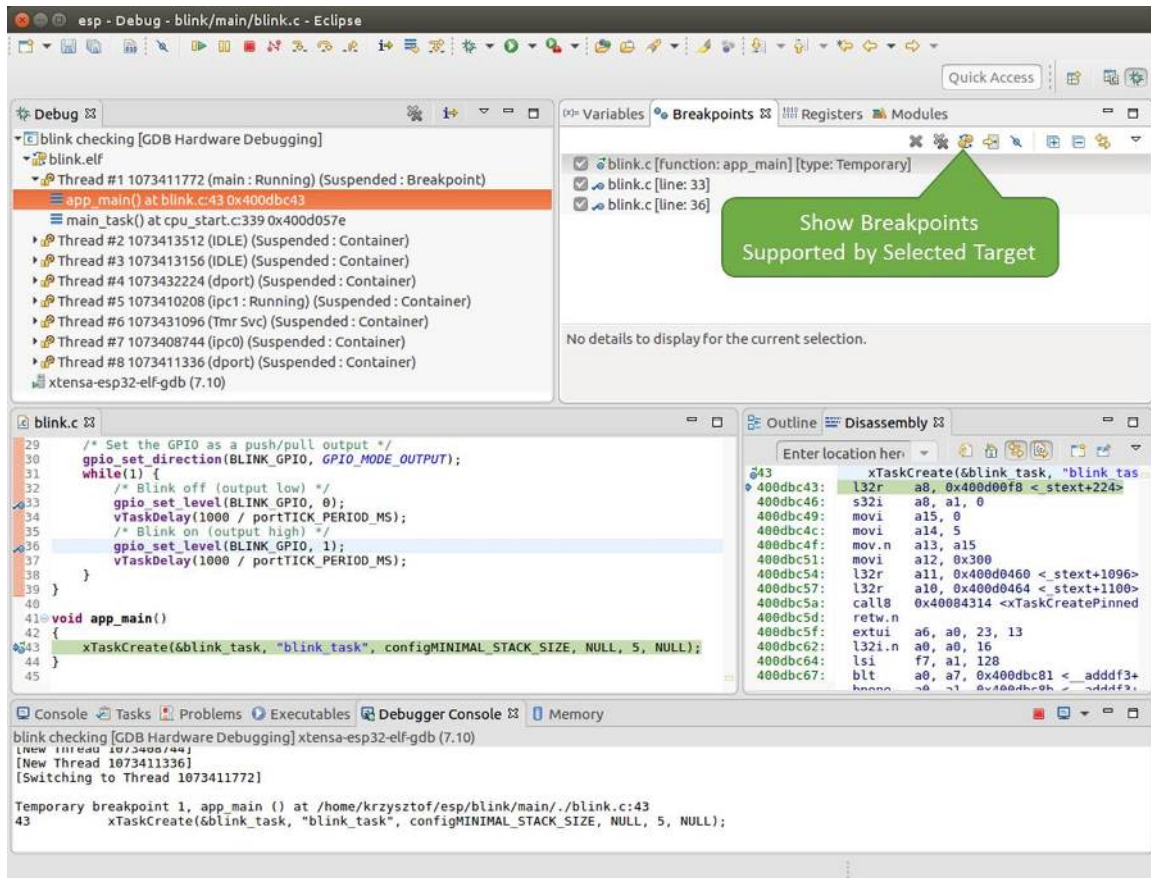 esp - Debug - blink/main/blink.c - Eclipse
Quick Access
Debug
blink checking [GDB Hardware Debugging]
blink.elf
Thread #1 1073411772 (main : Running) (Suspended : Breakpoint)
app_main() at blink.c:43 0x400dbc43
main_task() at cpu_start.c:339 0x400d057e
Thread #2 1073413512 (IDLE) (Suspended : Container)
Thread #3 1073413156 (IDLE) (Suspended : Container)
Thread #4 1073432224 (dport) (Suspended : Container)
Thread #5 1073410208 (ipc1 : Running) (Suspended : Container)
Thread #6 1073431096 (Tmr Svc) (Suspended : Container)
Thread #7 1073408744 (ipc0) (Suspended : Container)
Thread #8 1073411336 (dport) (Suspended : Container)
xtensa-esp32-elf-gdb (7.10)
(x)= Variables Breakpoints Registers Modules
blink.c [function: app_main] [type: Temporary]
blink.c [line: 33]
blink.c [line: 36]
Show Breakpoints
Supported by Selected Target
No details to display for the current selection.
blink.c
29 /* Set the GPIO as a push/pull output */
30 gpio_set_direction(BLINK_GPIO, GPIO_MODE_OUTPUT);
31 while(1) {
32 /* Blink off (output low) */
33 gpio_set_level(BLINK_GPIO, 0);
34 vTaskDelay(1000 / portTICK_PERIOD_MS);
35 /* Blink on (output high) */
36 gpio_set_level(BLINK_GPIO, 1);
37 vTaskDelay(1000 / portTICK_PERIOD_MS);
38 }
39 }
40
41 void app_main()
42 {
43 xTaskCreate(&blink_task, "blink_task", configMINIMAL_STACK_SIZE, NULL, 5, NULL);
44 }
45
Outline Disassembly
Enter location her
43 xTaskCreate(&blink_task, "blink_tas
400dbc43: l32r a8, 0x400d00f8 <_stext+224>
400dbc46: s32i a8, a1, 0
400dbc49: movi a15, 0
400dbc4c: movi a14, 5
400dbc4f: mov.n a13, a15
400dbc51: movi a12, 0x300
400dbc54: l32r a11, 0x400d0460 <_stext+1096>
400dbc57: l32r a10, 0x400d0464 <_stext+1100>
400dbc5a: call8 0x40084314 <xTaskCreatePinned
400dbc5d: retw.n
400dbc5f: extui a6, a0, 23, 13
400dbc62: l32i.n a0, a0, 16
400dbc64: lsi f7, a1, 128
400dbc67: blt a0, a7, 0x400dbc81 <__adddf3+
Console Tasks Problems Executables Debugger Console Memory
blink checking [GDB Hardware Debugging] xtensa-esp32-elf-gdb (7.10)
[New Thread 1073408744]
[New Thread 1073411336]
[Switching to Thread 1073411772]
Temporary breakpoint 1, app_main () at /home/krzysztof/esp/blink/main/./blink.c:43
43 xTaskCreate(&blink_task, "blink_task", configMINIMAL_STACK_SIZE, NULL, 5, NULL);